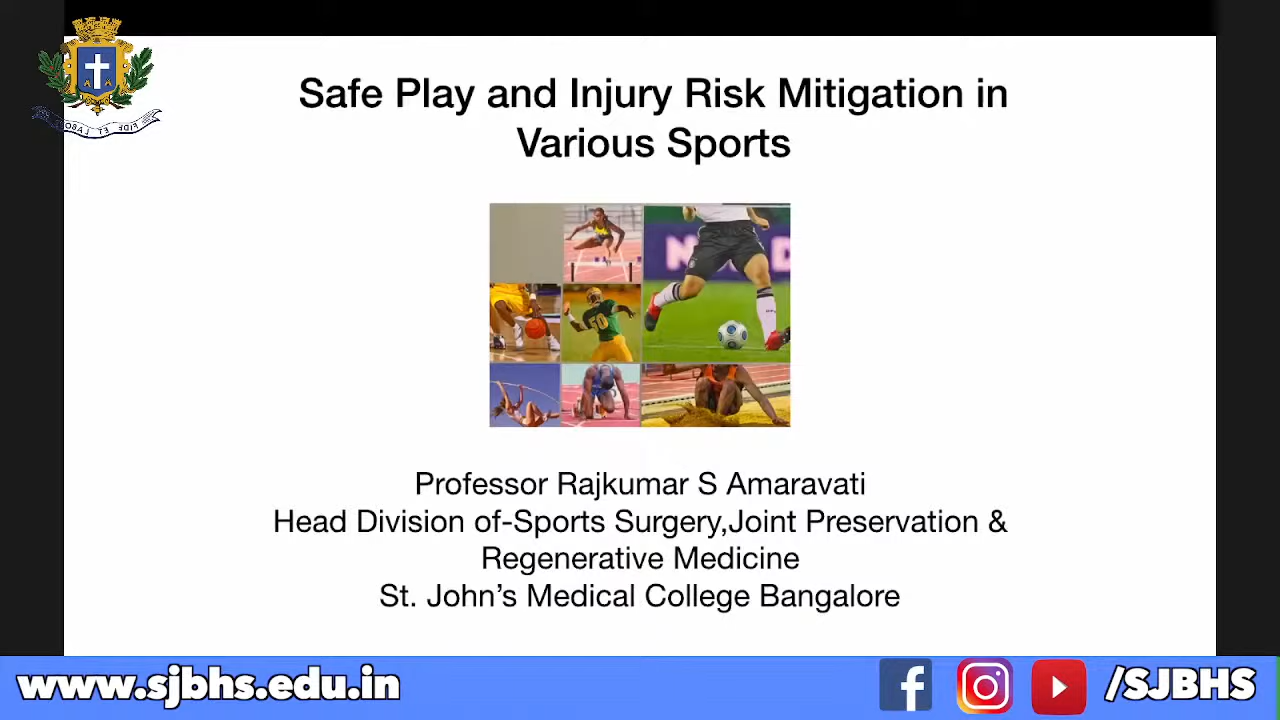 Safe Play and Injury Risk Mitigation in
Various Sports
50
Professor Rajkumar S Amaravati
Head Division of-Sports Surgery,Joint Preservation &
Regenerative Medicine
St. John's Medical College Bangalore
www.sjbhs.edu.in
/SJBHS